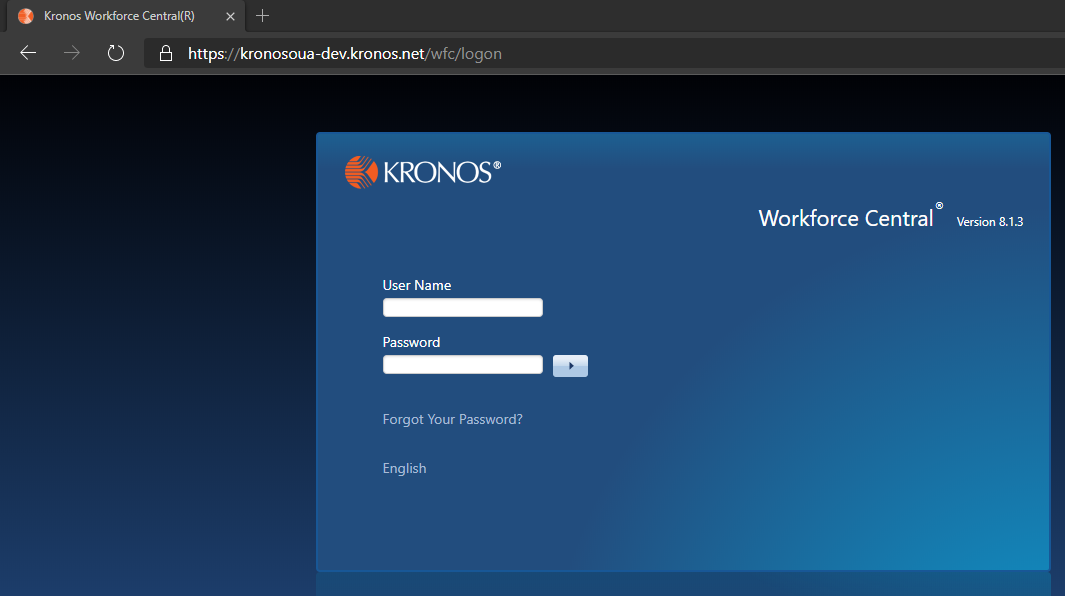 Kronos Workforce Central(R)
https://kronosoua-dev.kronos.net/wfc/logon
KRONOS®
Workforce Central® Version 8.1.3
User Name
Password
Forgot Your Password?
English